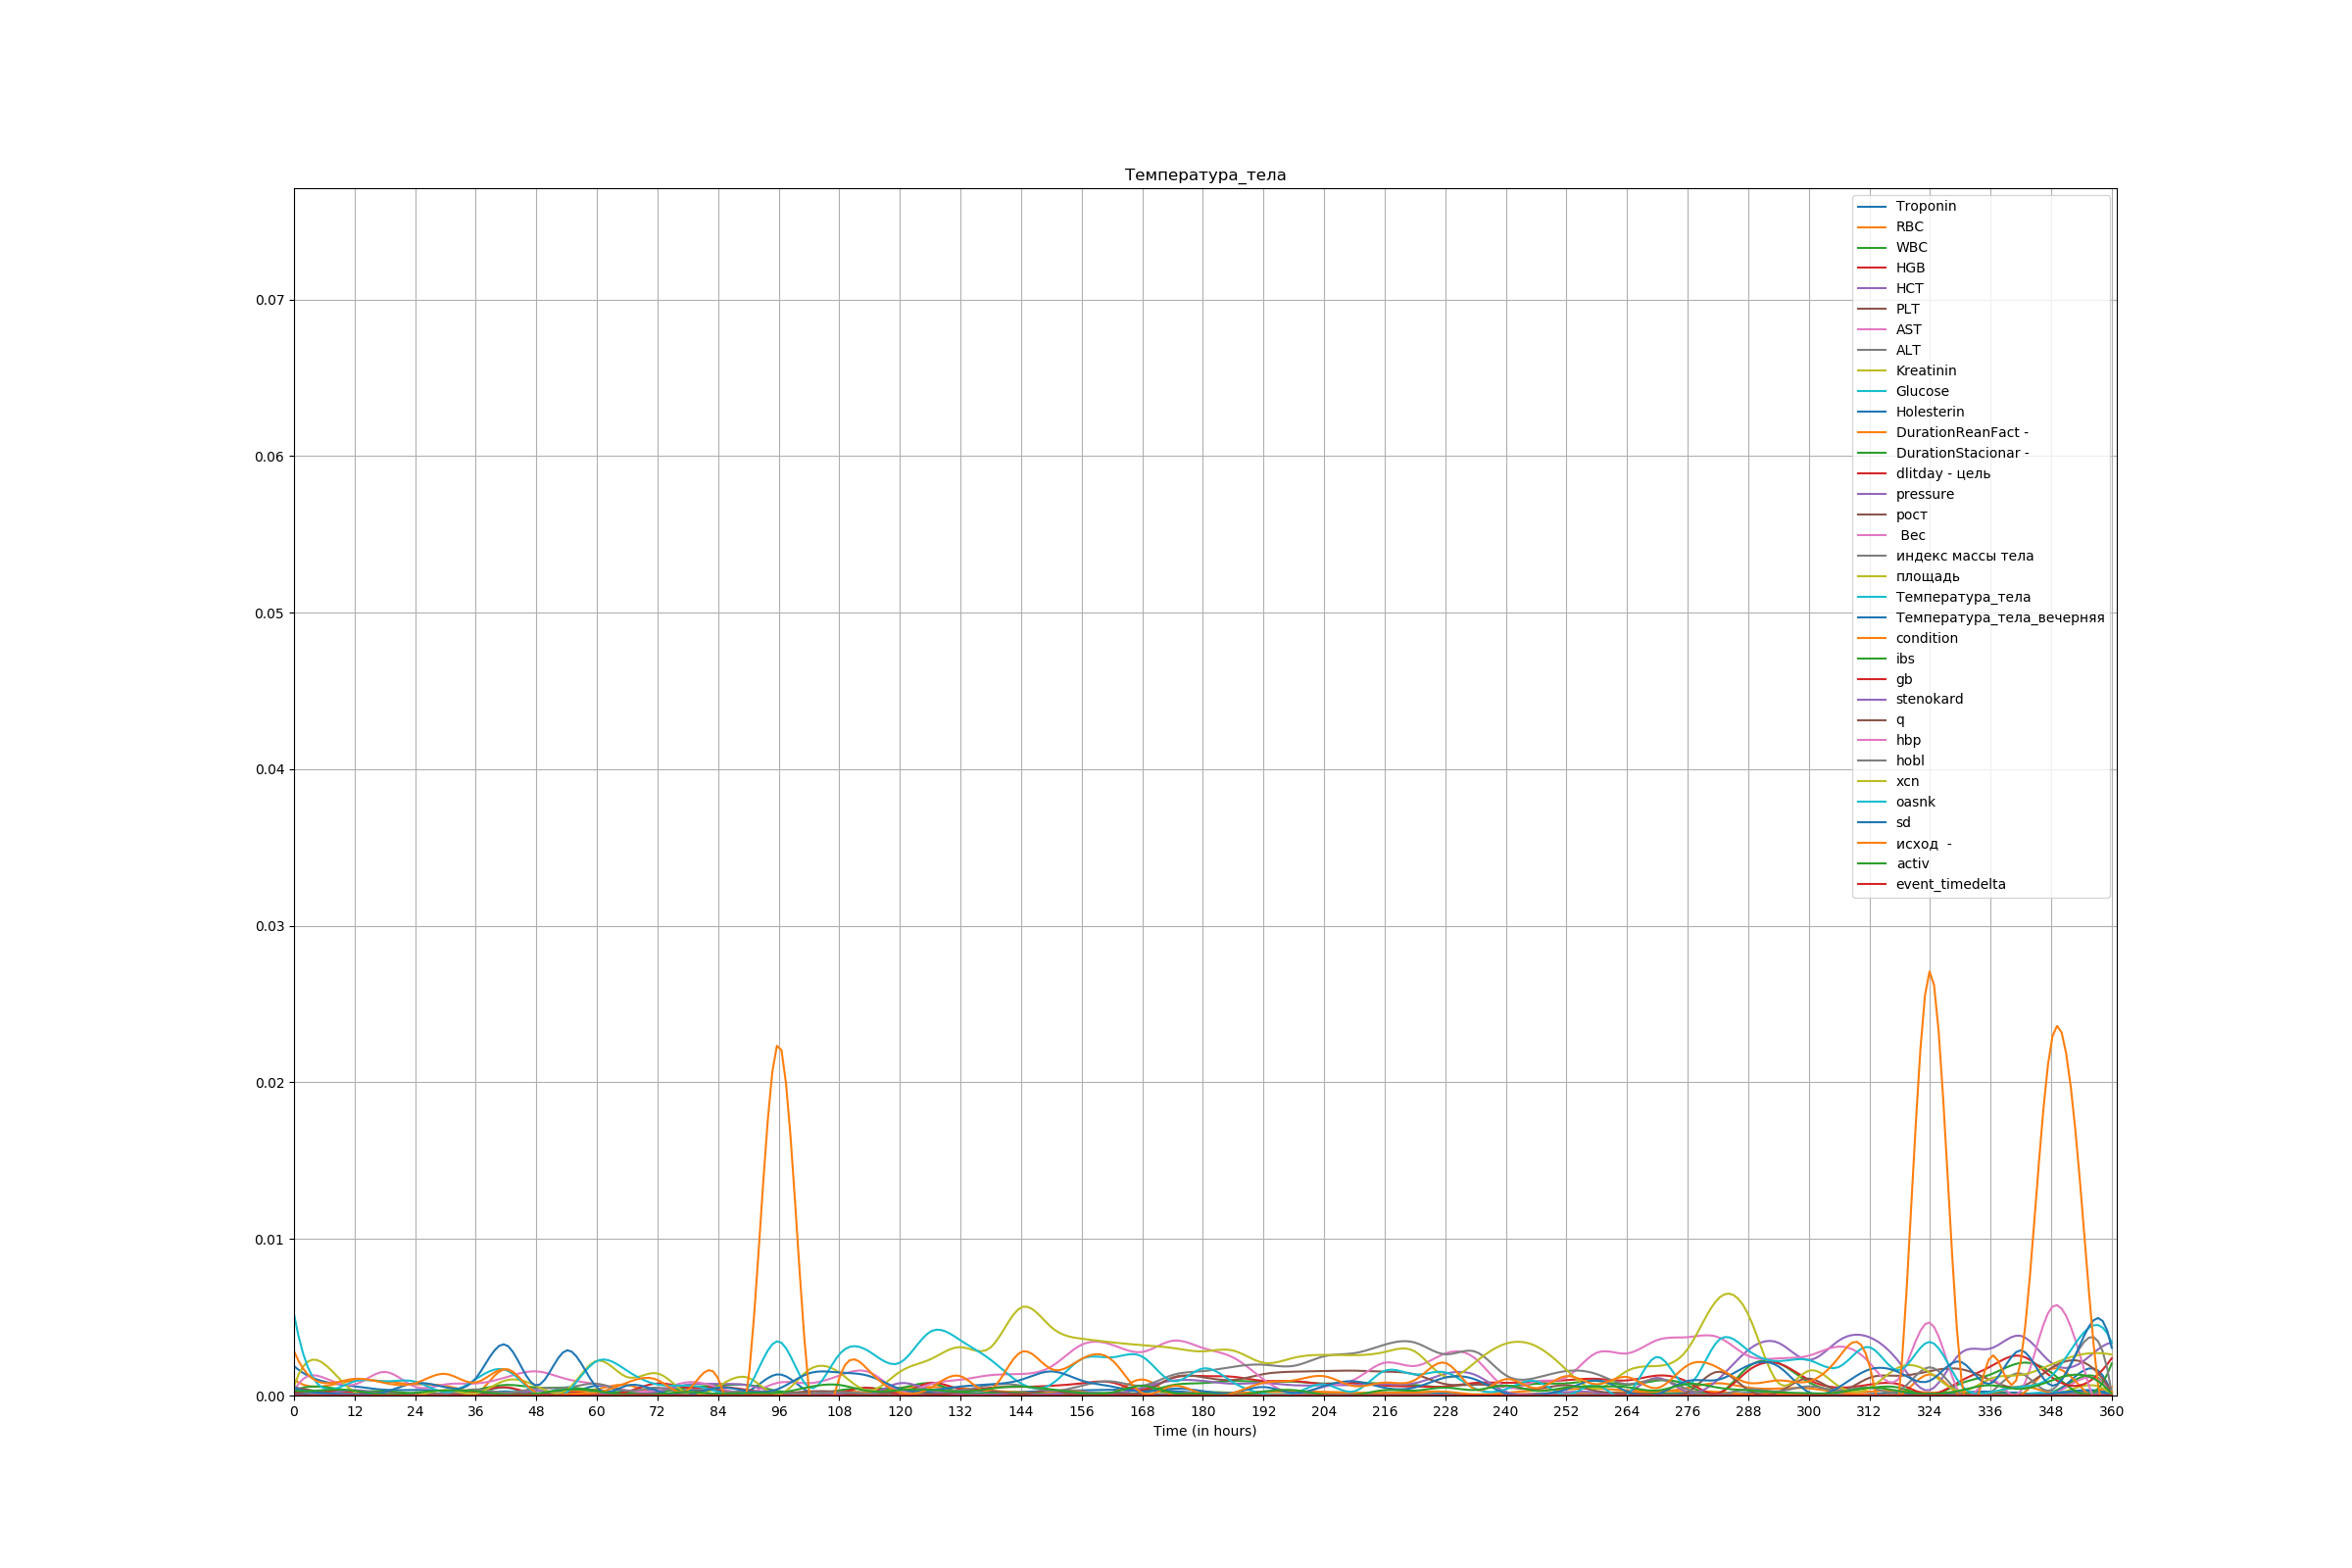 Температура_тела
Troponin
RBC
WBC
HGB
HCT
PLT
AST
ALT
Kreatinin
Glucose
Holesterin
DurationReanFact -
DurationStacionar -
dlitday - цель
pressure
рост
Вес
индекс массы тела
площадь
Температура_тела
Температура_тела_вечерняя
condition
ibs
gb
stenokard
q
hbp
hobl
xcn
oasnk
sd
исход  -
activ
event_timedelta
0.07
0.06
0.05
0.04
0.03
0.02
0.01
0.00
0 12 24 36 48 60 72 84 96 108 120 132 144 156 168 180 192 204 216 228 240 252 264 276 288 300 312 324 336 348 360
Time (in hours)